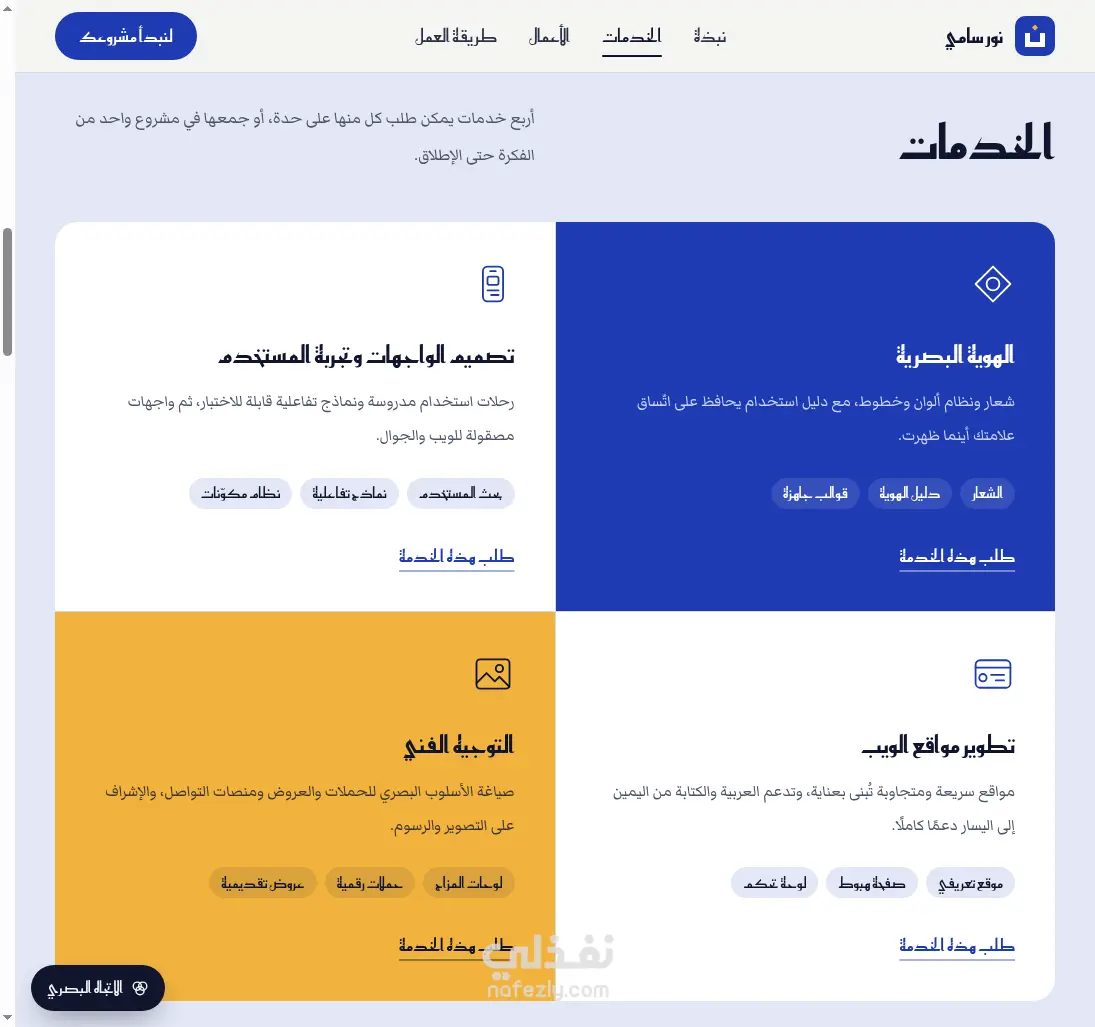 نور سامي
نبذة
الخدمات
الأعمال
طريقة العمل
لنبدأ مشروعك
الخدمات
أربع خدمات يمكن طلب كل منها على حدة، أو جمعها في مشروع واحد من
الفكرة حتى الإطلاق.
الهوية البصرية
شعار ونظام ألوان وخطوط، مع دليل استخدام يحافظ على اتّساق
علامتك أينما ظهرت.
الشعار
دليل الهوية
قوالب جاهزة
طلب هذه الخدمة
تصميم الواجهات وتجربة المستخدم
رحلات استخدام مدروسة ونماذج تفاعلية قابلة للاختبار، ثم واجهات
مصقولة للويب والجوال.
بحث المستخدم
نماذج تفاعلية
نظام مكوّنات
طلب هذه الخدمة
تطوير مواقع الويب
مواقع سريعة ومتجاوبة تُبنى بعناية، وتدعم العربية والكتابة من اليمين
إلى اليسار دعمًا كاملًا.
موقع تعريفي
صفحة هبوط
لوحة تحكم
طلب هذه الخدمة
التوجيه الفني
صياغة الأسلوب البصري للحملات والعروض ومنصات التواصل، والإشراف
على التصوير والرسوم.
لوحات المزاج
حملات رقمية
عروض تقديمية
طلب هذه الخدمة
الاتجاه البصري
نفذلي
nafezly.com